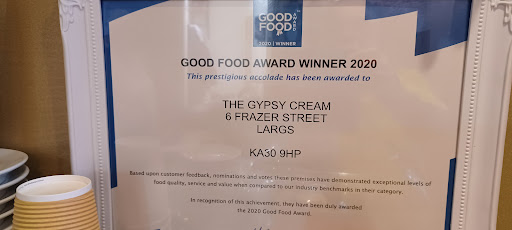 GOOD
FOOD
AWARD
2020 | WINNER
GOOD FOOD AWARD WINNER 2020
This prestigious accolade has been awarded to
THE GYPSY CREAM
6 FRAZER STREET
LARGS
KA30 9HP
Based upon customer feedback, nominations and votes these premises have demonstrated exceptional levels of
food quality, service and value when compared to our industry benchmarks in their category.
In recognition of this achievement, they have been duly awarded
the 2020 Good Food Award.